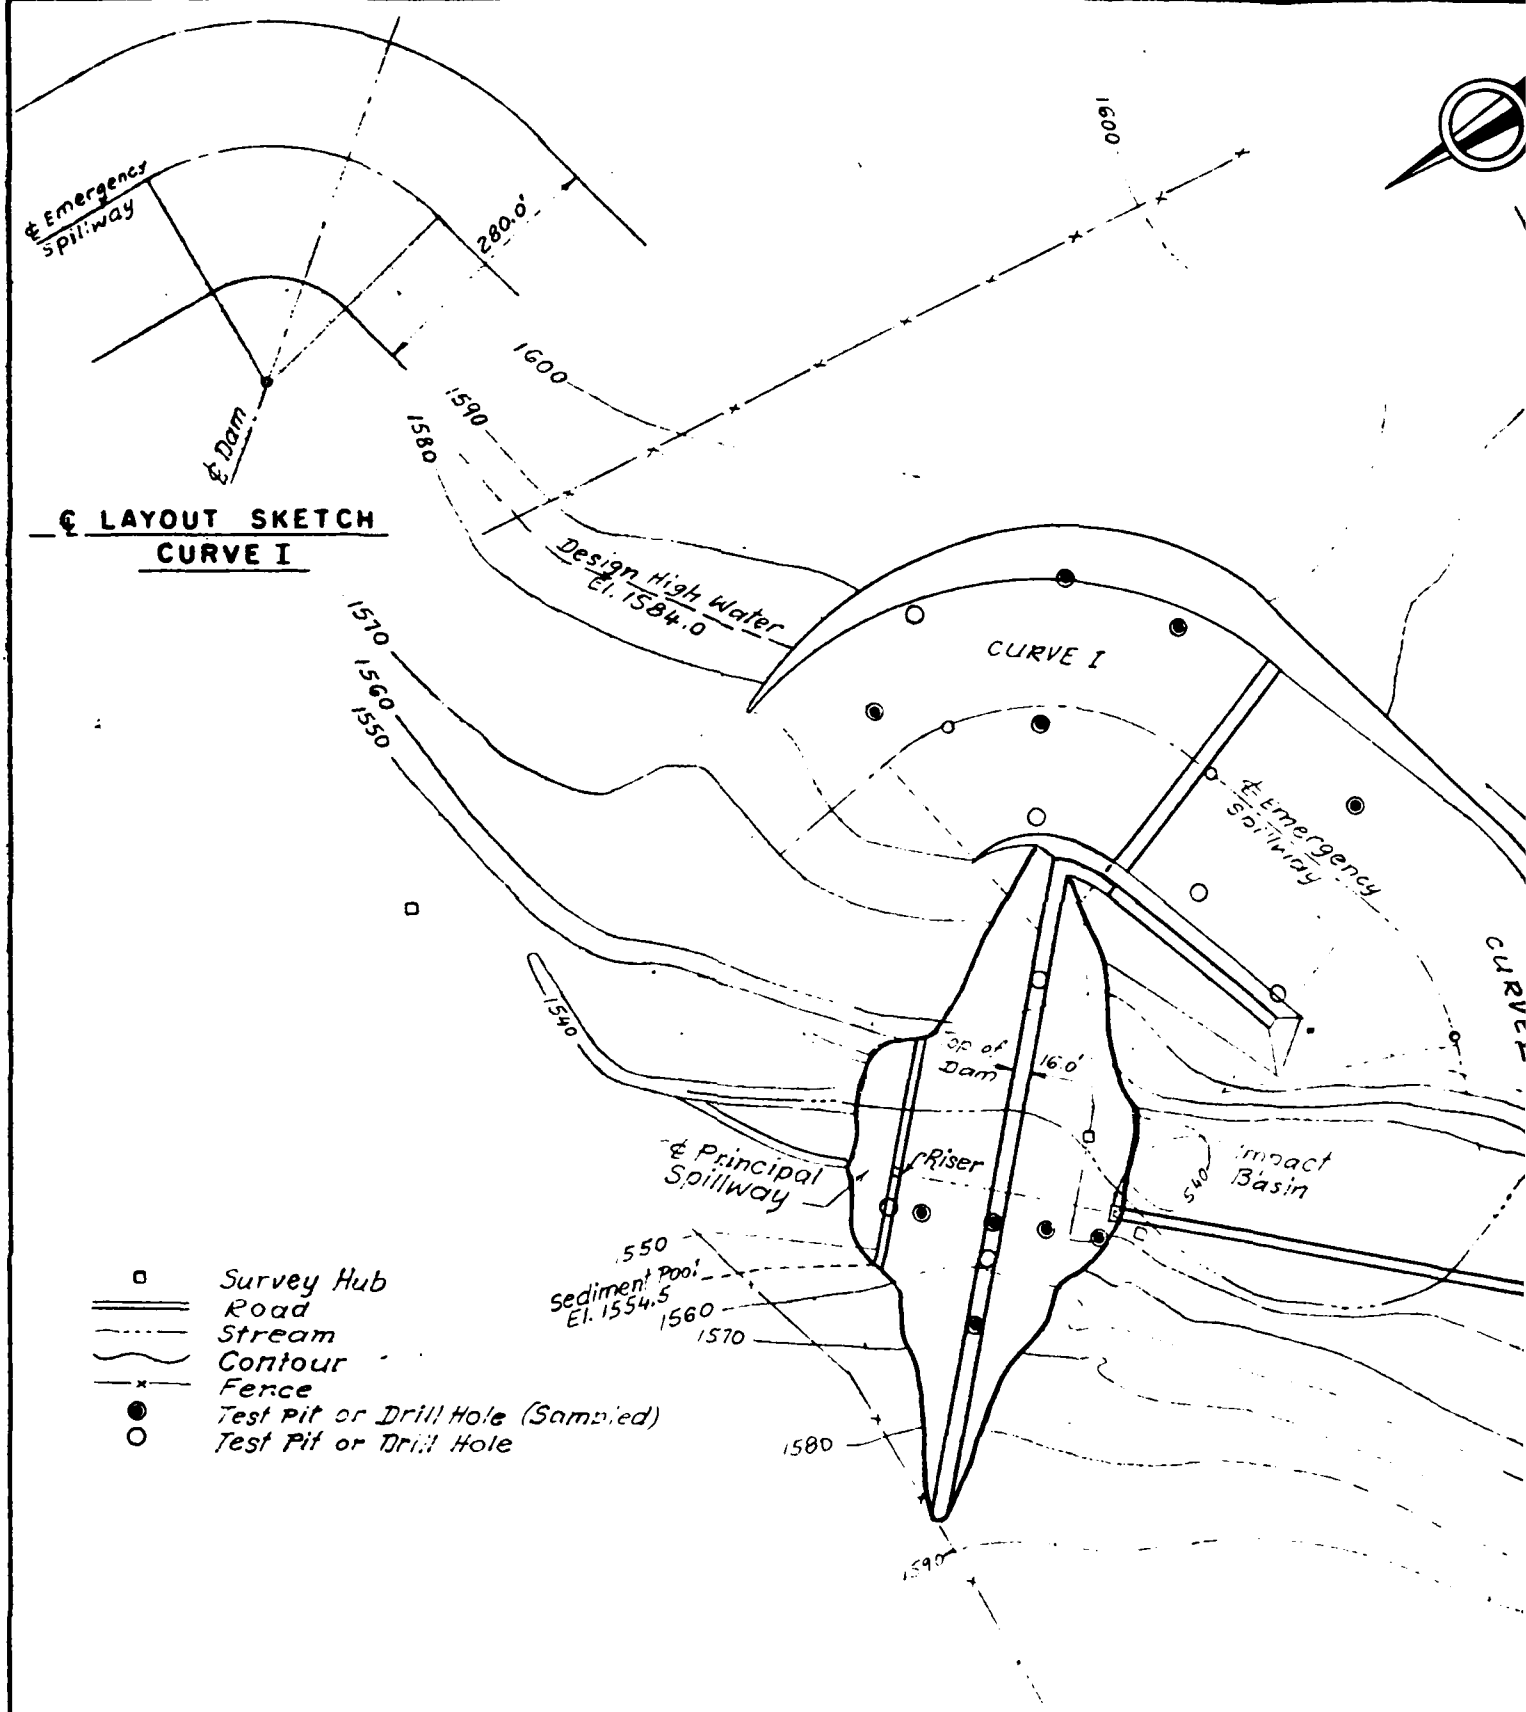 ℄ Emergency
Spillway
280.0'
℄ Dam
℄ LAYOUT SKETCH
CURVE I
1600
1600
1590
1580
Design High Water
El. 1584.0
1570
1560
1550
CURVE I
℄ Emergency
Spillway
CURVE
1540
Top of
Dam
16.0'
℄ Principal
Spillway
Riser
Impact
Basin
540
1550
Sediment Pool
El. 1554.5
1560
1570
1580
1590
Survey Hub
Road
Stream
Contour
Fence
Test Pit or Drill Hole (Sampled)
Test Pit or Drill Hole